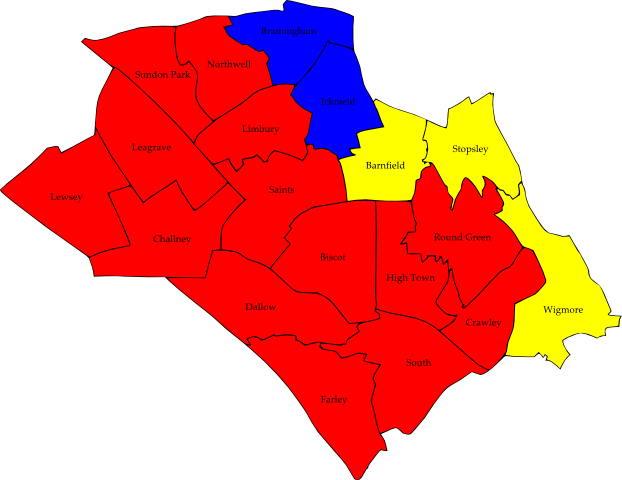 Bramingham
Northwell
Sundon Park
Icknield
Limbury
Leagrave
Stopsley
Barnfield
Saints
Lewsey
Challney
Round Green
Biscot
High Town
Dallow
Wigmore
Crawley
South
Farley